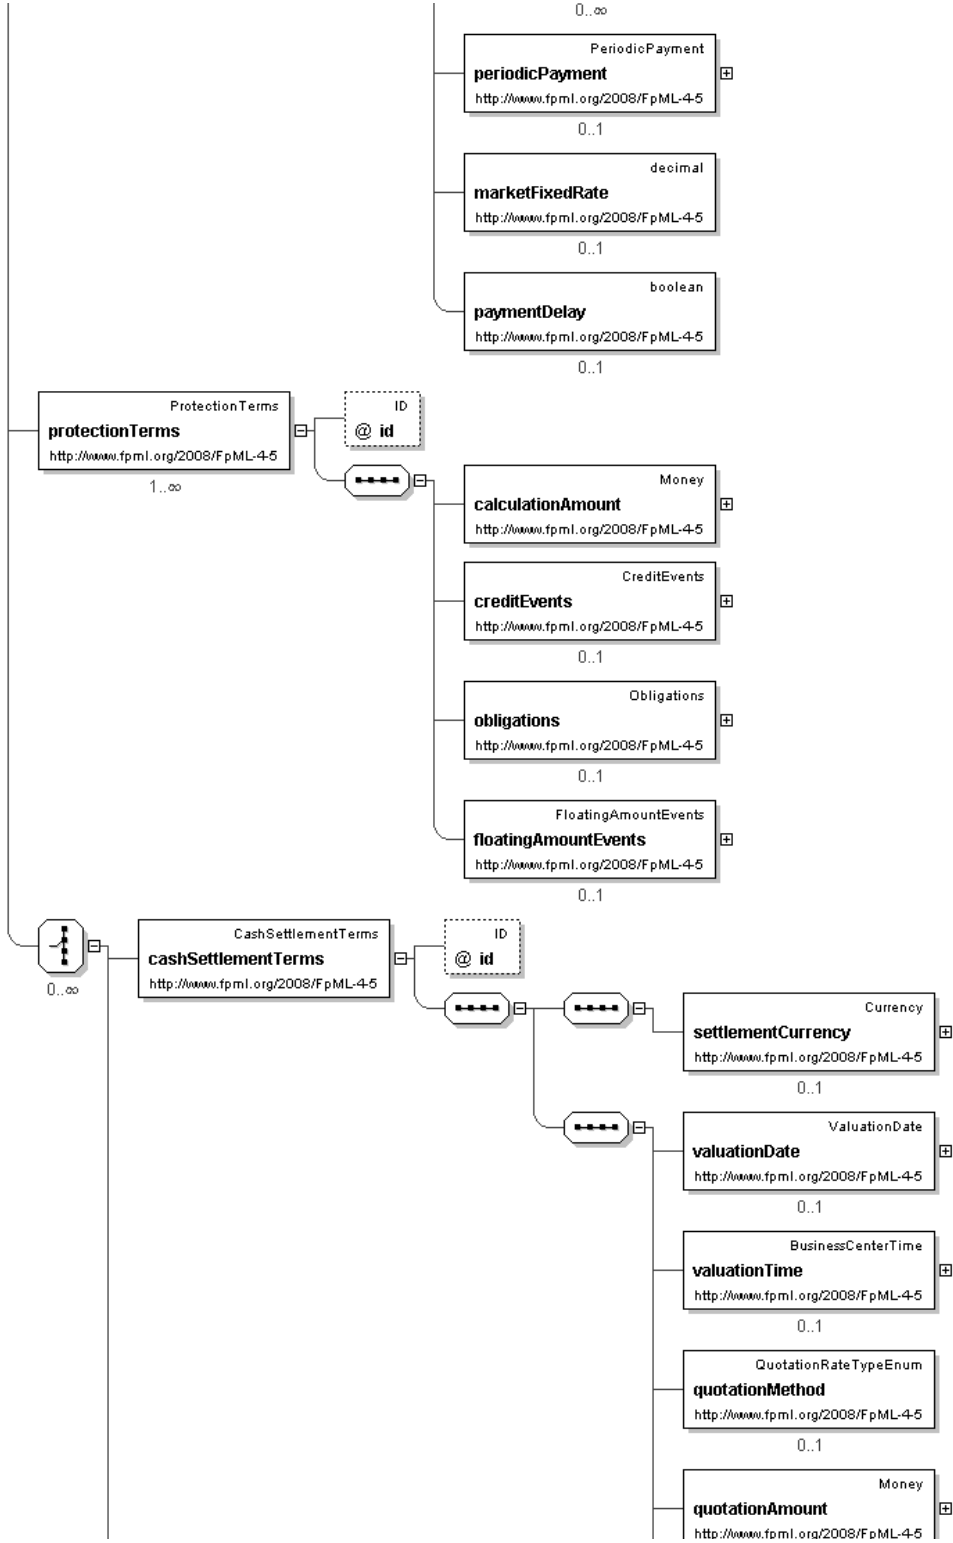 0..∞
PeriodicPayment
periodicPayment
http://www.fpml.org/2008/FpML-4-5
0..1
decimal
marketFixedRate
http://www.fpml.org/2008/FpML-4-5
0..1
boolean
paymentDelay
http://www.fpml.org/2008/FpML-4-5
0..1
ProtectionTerms
protectionTerms
http://www.fpml.org/2008/FpML-4-5
1..∞
ID
@ id
Money
calculationAmount
http://www.fpml.org/2008/FpML-4-5
CreditEvents
creditEvents
http://www.fpml.org/2008/FpML-4-5
0..1
Obligations
obligations
http://www.fpml.org/2008/FpML-4-5
0..1
FloatingAmountEvents
floatingAmountEvents
http://www.fpml.org/2008/FpML-4-5
0..1
0..∞
CashSettlementTerms
cashSettlementTerms
http://www.fpml.org/2008/FpML-4-5
ID
@ id
Currency
settlementCurrency
http://www.fpml.org/2008/FpML-4-5
0..1
ValuationDate
valuationDate
http://www.fpml.org/2008/FpML-4-5
0..1
BusinessCenterTime
valuationTime
http://www.fpml.org/2008/FpML-4-5
0..1
QuotationRateTypeEnum
quotationMethod
http://www.fpml.org/2008/FpML-4-5
0..1
Money
quotationAmount
http://www.fpml.org/2008/FpML-4-5